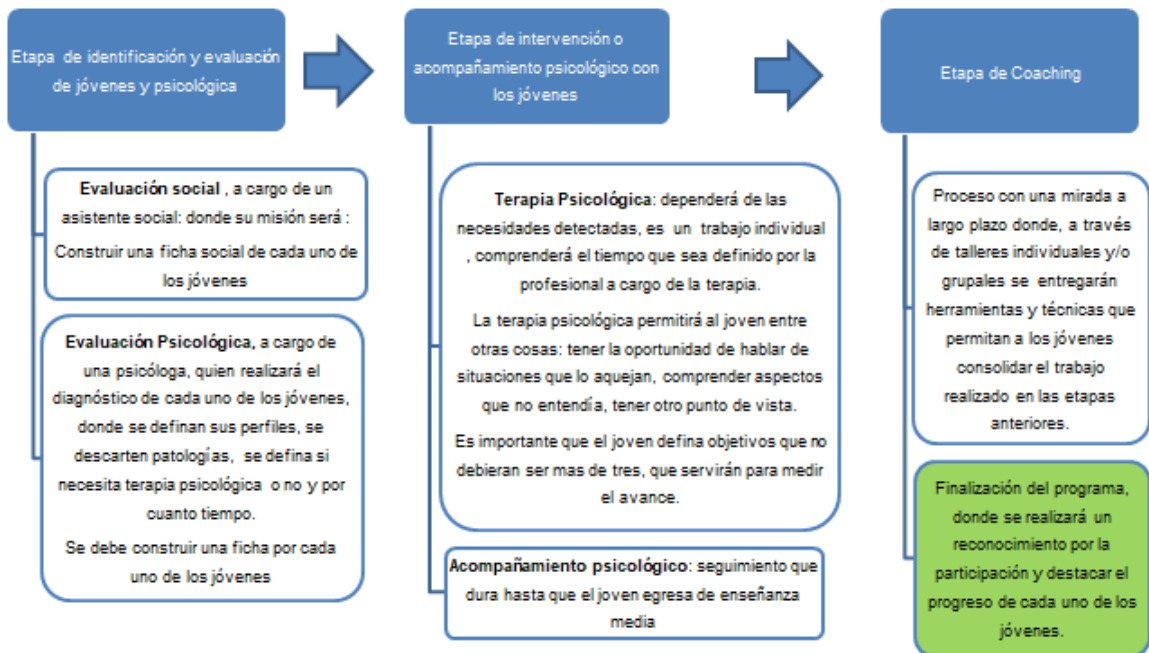 Etapa de identificación y evaluación
de jóvenes y psicológica
Evaluación social , a cargo de un
asistente social: donde su misión será :
Construir una ficha social de cada uno de
los jóvenes
Evaluación Psicológica, a cargo de
una psicóloga, quien realizará el
diagnóstico de cada uno de los jóvenes,
donde se definan sus perfiles, se
descarten patologías, se defina si
necesita terapia psicológica o no y por
cuanto tiempo.
Se debe construir una ficha por cada
uno de los jóvenes
Etapa de intervención o
acompañamiento psicológico con
los jóvenes
Terapia Psicológica: dependerá de las
necesidades detectadas, es un trabajo individual
, comprenderá el tiempo que sea definido por la
profesional a cargo de la terapia.
La terapia psicológica permitirá al joven entre
otras cosas: tener la oportunidad de hablar de
situaciones que lo aquejan, comprender aspectos
que no entendía, tener otro punto de vista.
Es importante que el joven defina objetivos que no
debieran ser mas de tres, que servirán para medir
el avance.
Acompañamiento psicológico: seguimiento que
dura hasta que el joven egresa de enseñanza
media
Etapa de Coaching
Proceso con una mirada a
largo plazo donde, a través
de talleres individuales y/o
grupales se entregarán
herramientas y técnicas que
permitan a los jóvenes
consolidar el trabajo
realizado en las etapas
anteriores.
Finalización del programa,
donde se realizará un
reconocimiento por la
participación y destacar el
progreso de cada uno de los
jóvenes.